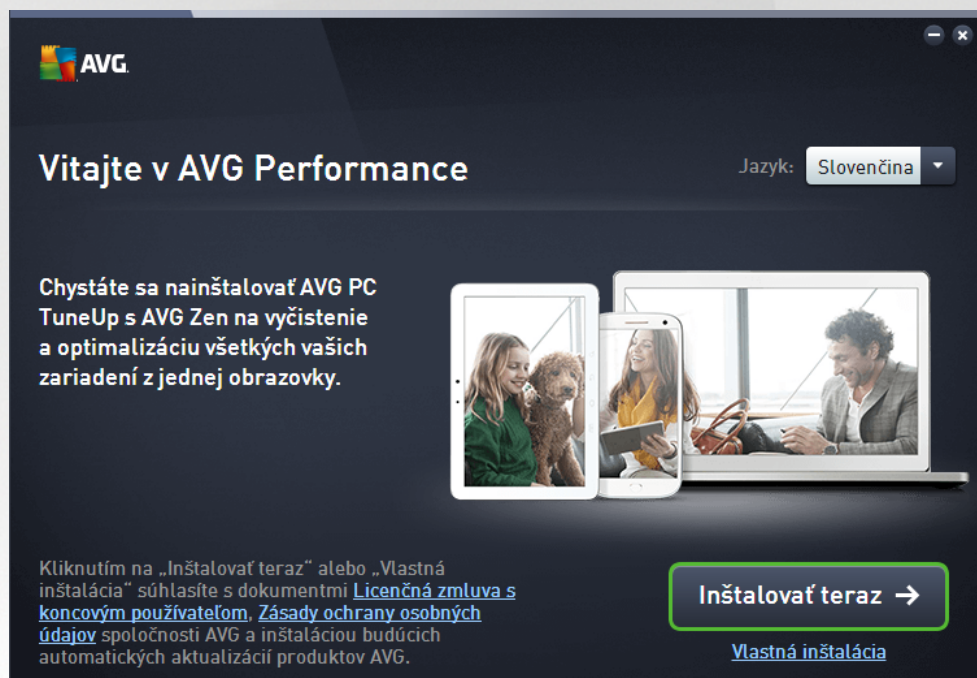 AVG.
Vitajte v AVG Performance
Jazyk: Slovenčina
Chystáte sa nainštalovať AVG PC
TuneUp s AVG Zen na vyčistenie
a optimalizáciu všetkých vašich
zariadení z jednej obrazovky.
Kliknutím na „Inštalovať teraz“ alebo „Vlastná
inštalácia“ súhlasíte s dokumentmi Licenčná zmluva s
koncovým používateľom, Zásady ochrany osobných
údajov spoločnosti AVG a inštaláciou budúcich
automatických aktualizácií produktov AVG.
Inštalovať teraz →
Vlastná inštalácia